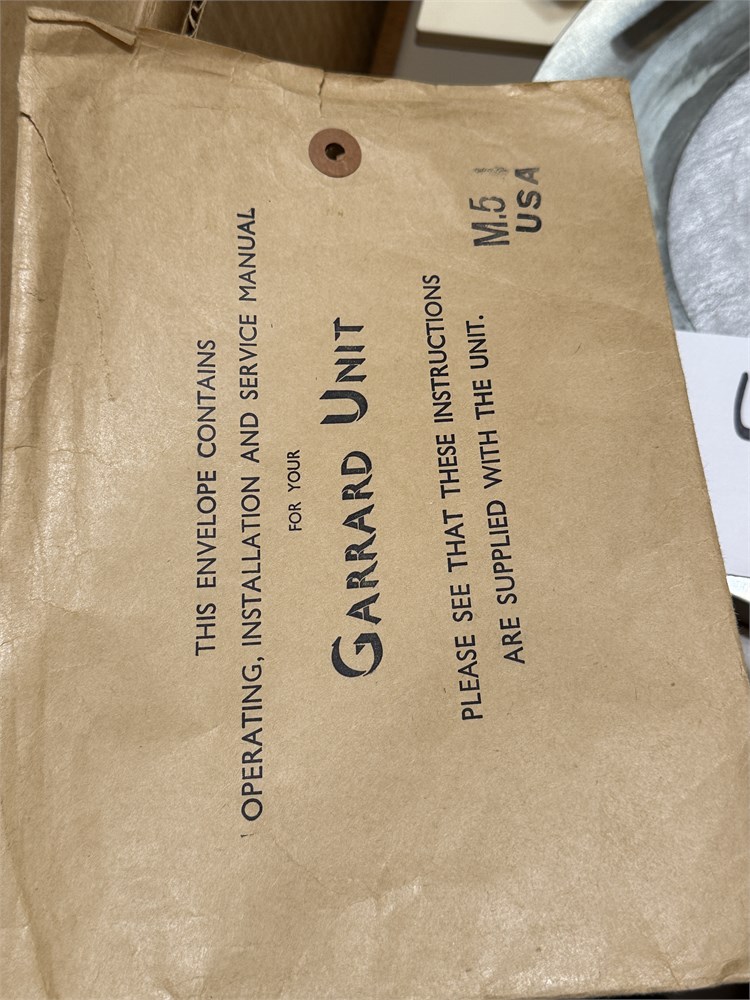 THIS ENVELOPE CONTAINS
OPERATING, INSTALLATION AND SERVICE MANUAL
FOR YOUR
GARRARD UNIT
PLEASE SEE THAT THESE INSTRUCTIONS
ARE SUPPLIED WITH THE UNIT.
M.5
USA